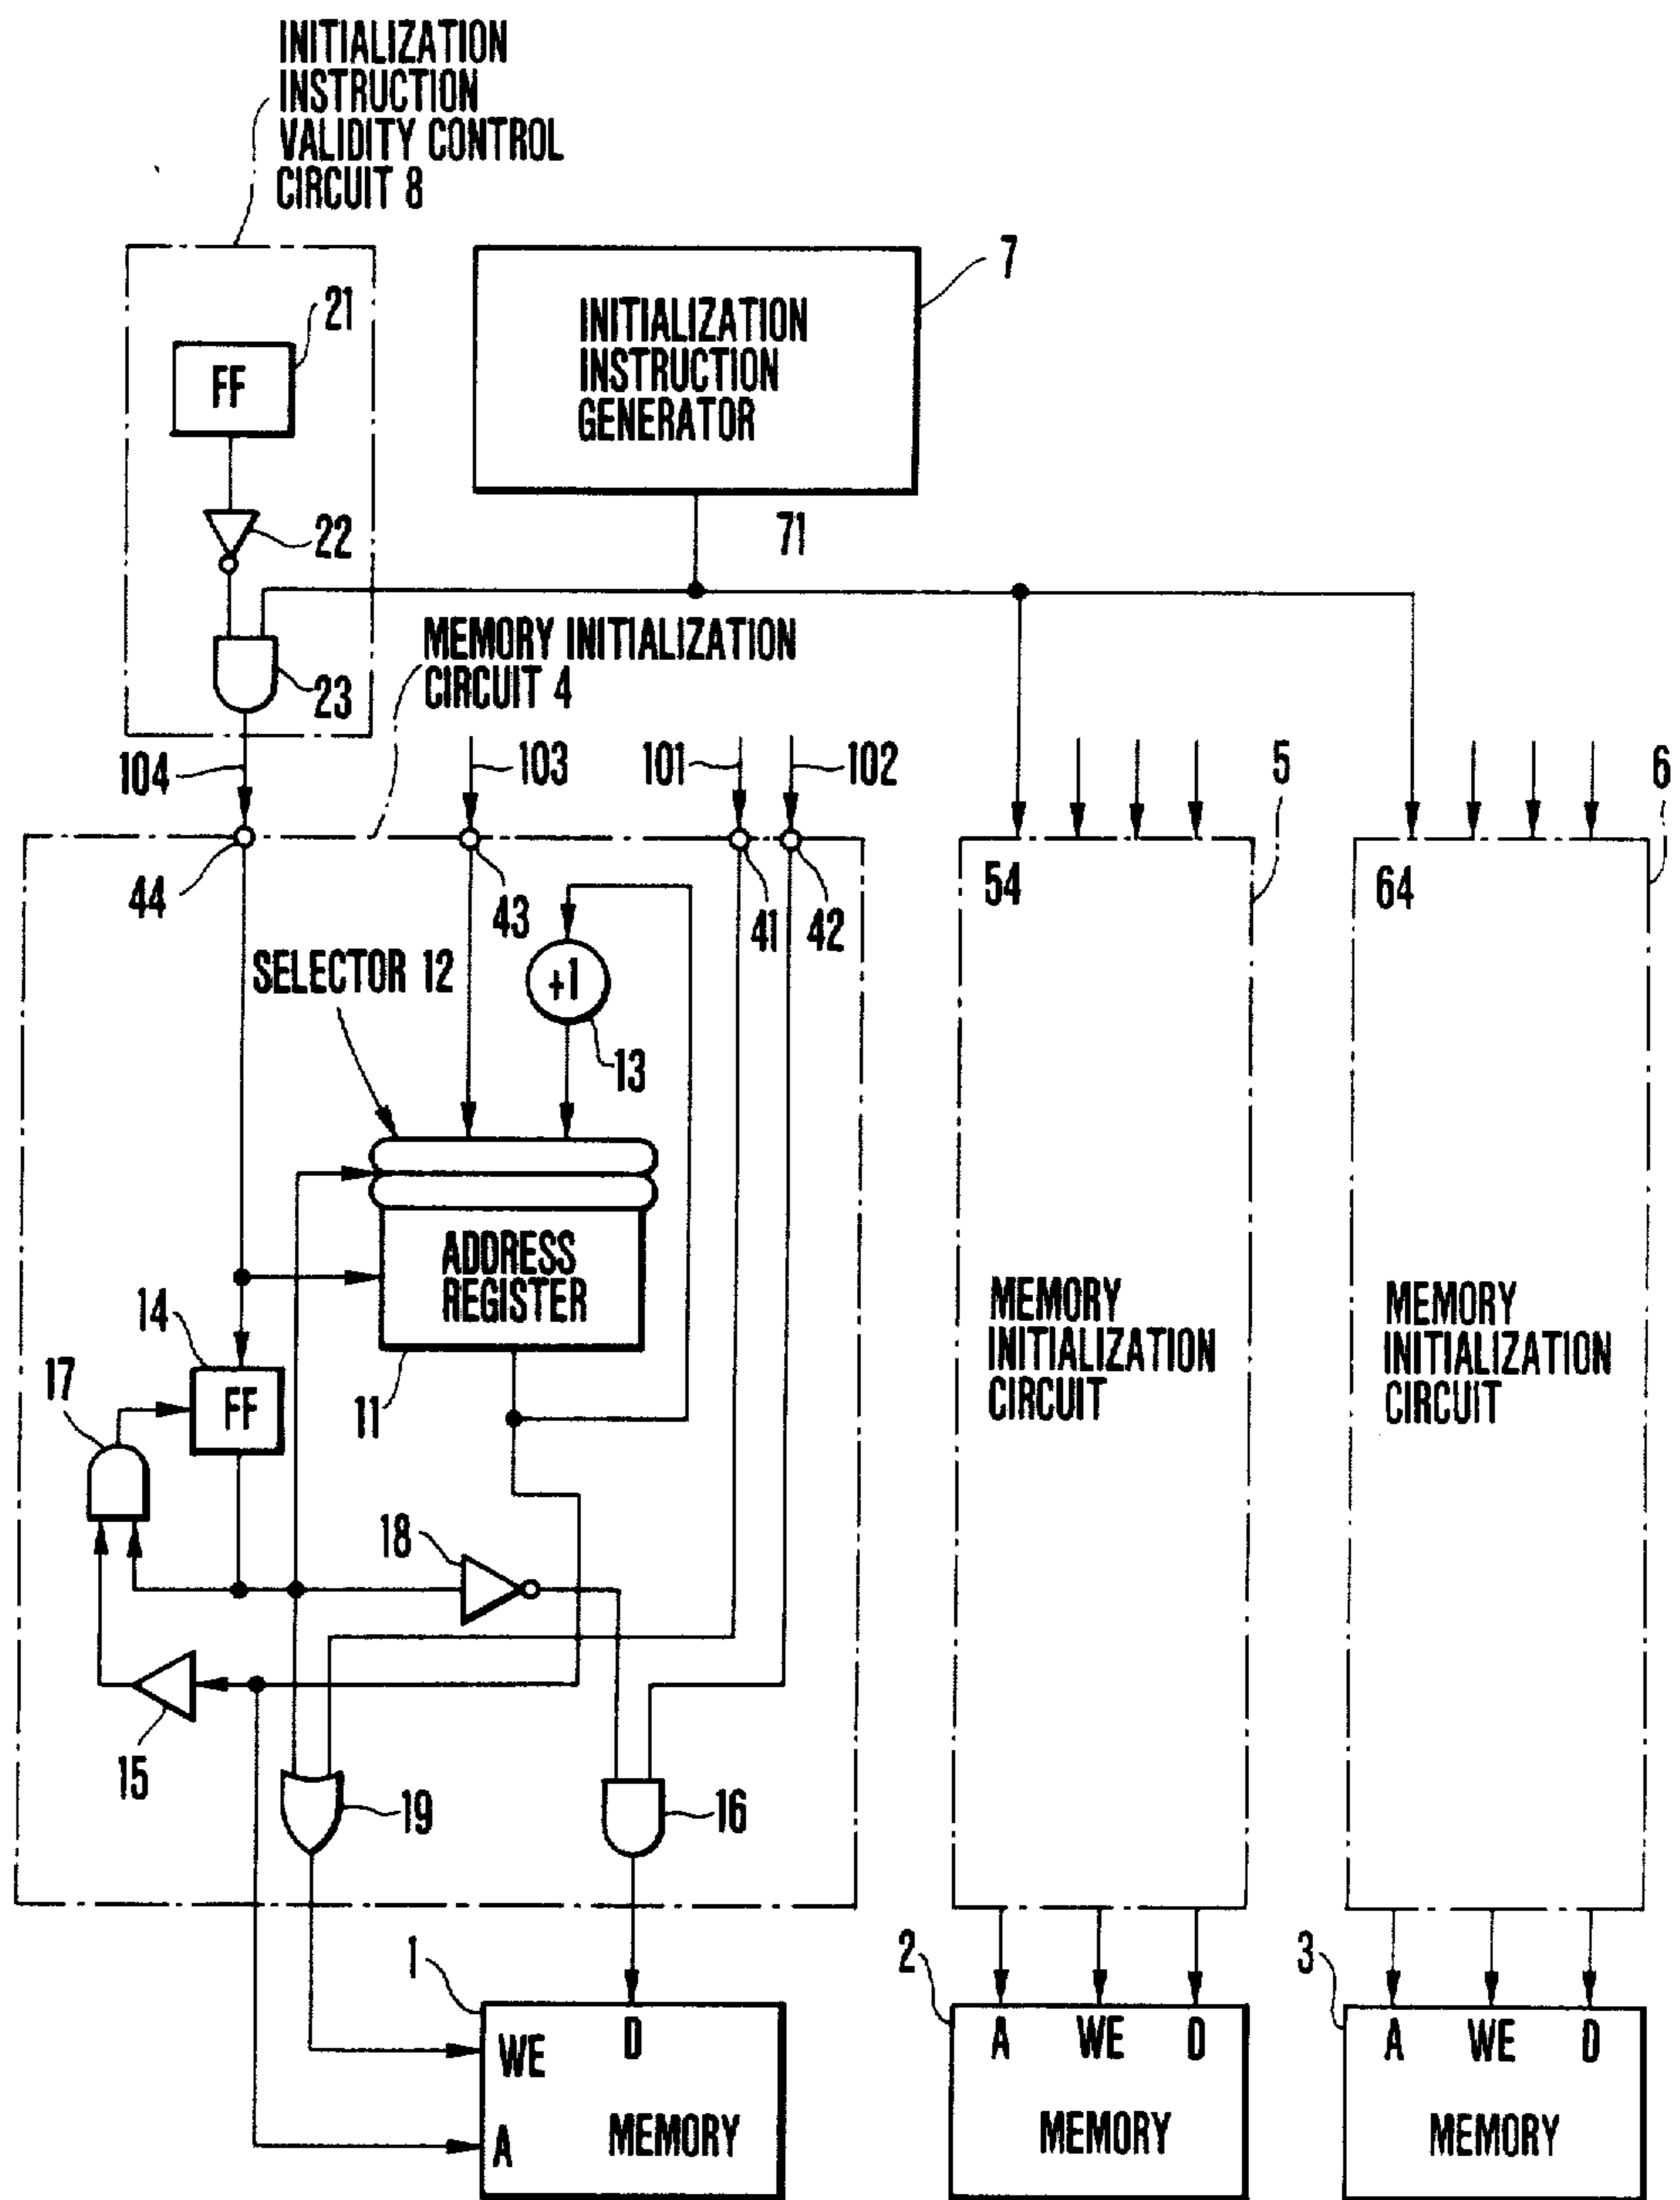 INITIALIZATION
INSTRUCTION
VALIDITY CONTROL
CIRCUIT 8
7
21
FF
INITIALIZATION
INSTRUCTION
GENERATOR
22
71
MEMORY INITIALIZATION
CIRCUIT 4
23
104
103
101
102
5
6
44
43
41
42
54
64
SELECTOR 12
+1
13
ADDRESS
REGISTER
14
17
FF
11
MEMORY
INITIALIZATION
CIRCUIT
MEMORY
INITIALIZATION
CIRCUIT
18
15
19
16
1
2
3
D
WE
A
MEMORY
A WE D
MEMORY
A WE D
MEMORY